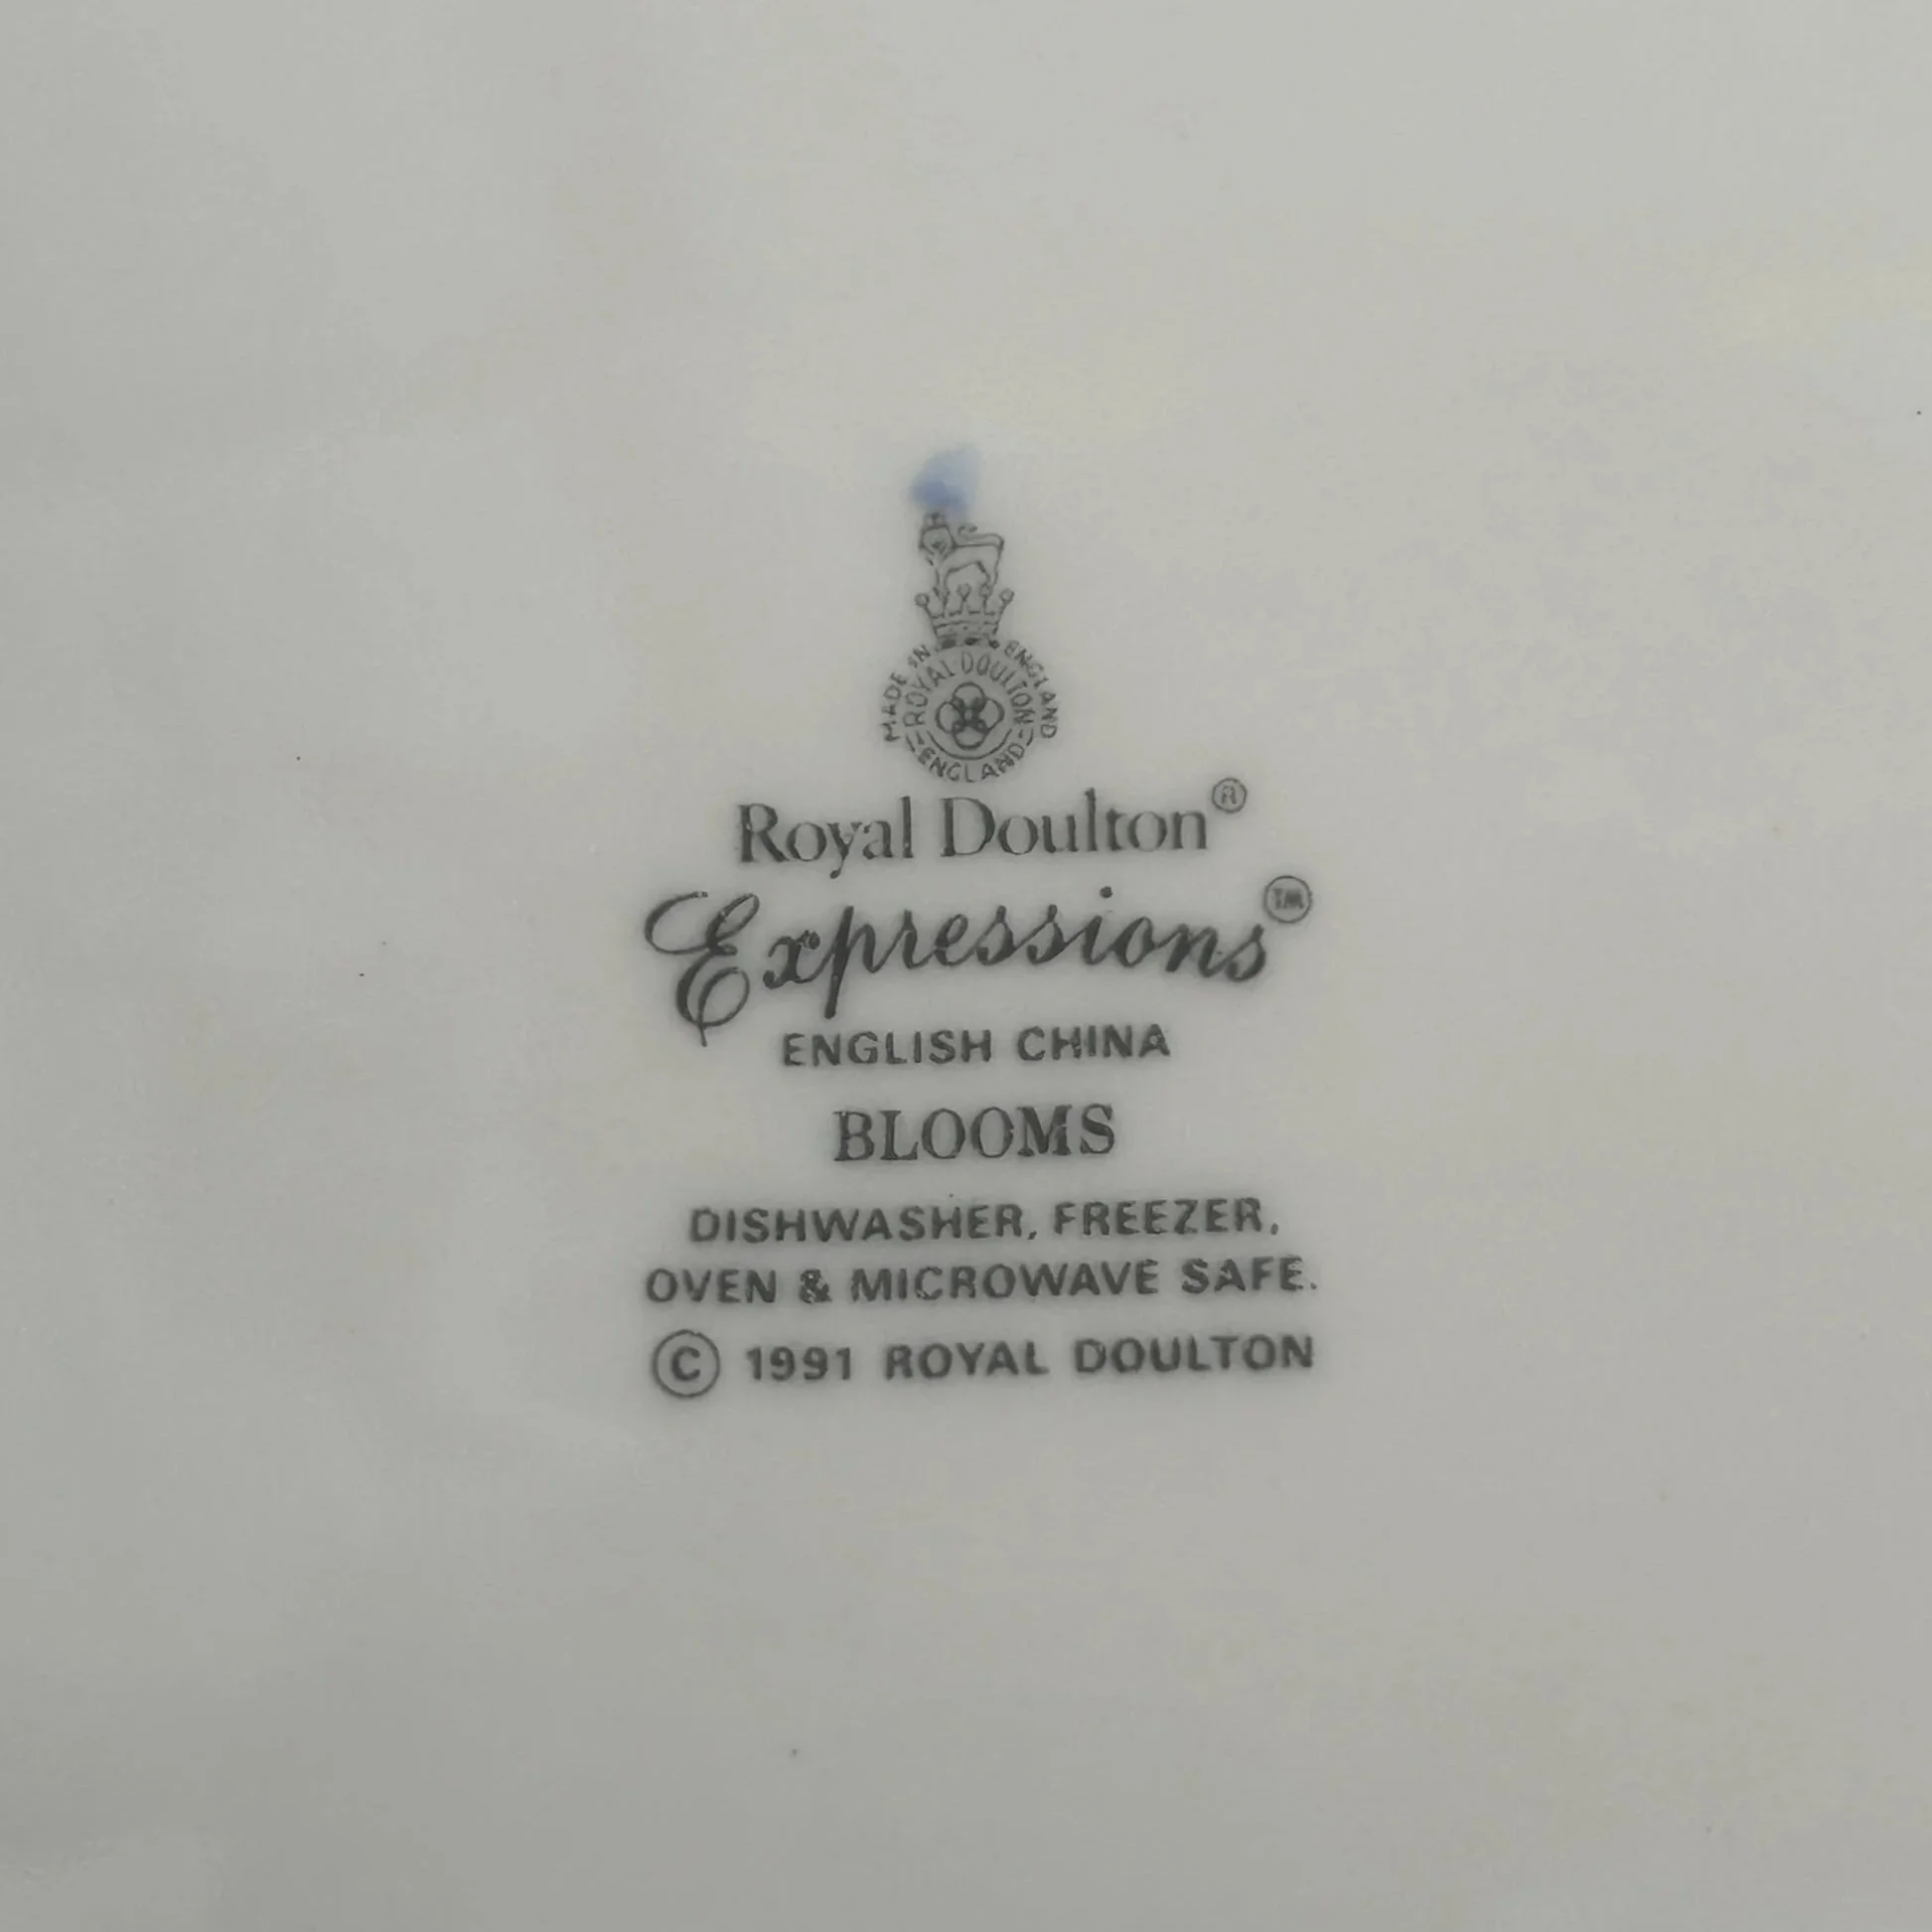 MADE IN ENGLAND
ROYAL DOULTON
ENGLAND
Royal Doulton®
Expressions™
ENGLISH CHINA
BLOOMS
DISHWASHER, FREEZER,
OVEN & MICROWAVE SAFE.
© 1991 ROYAL DOULTON